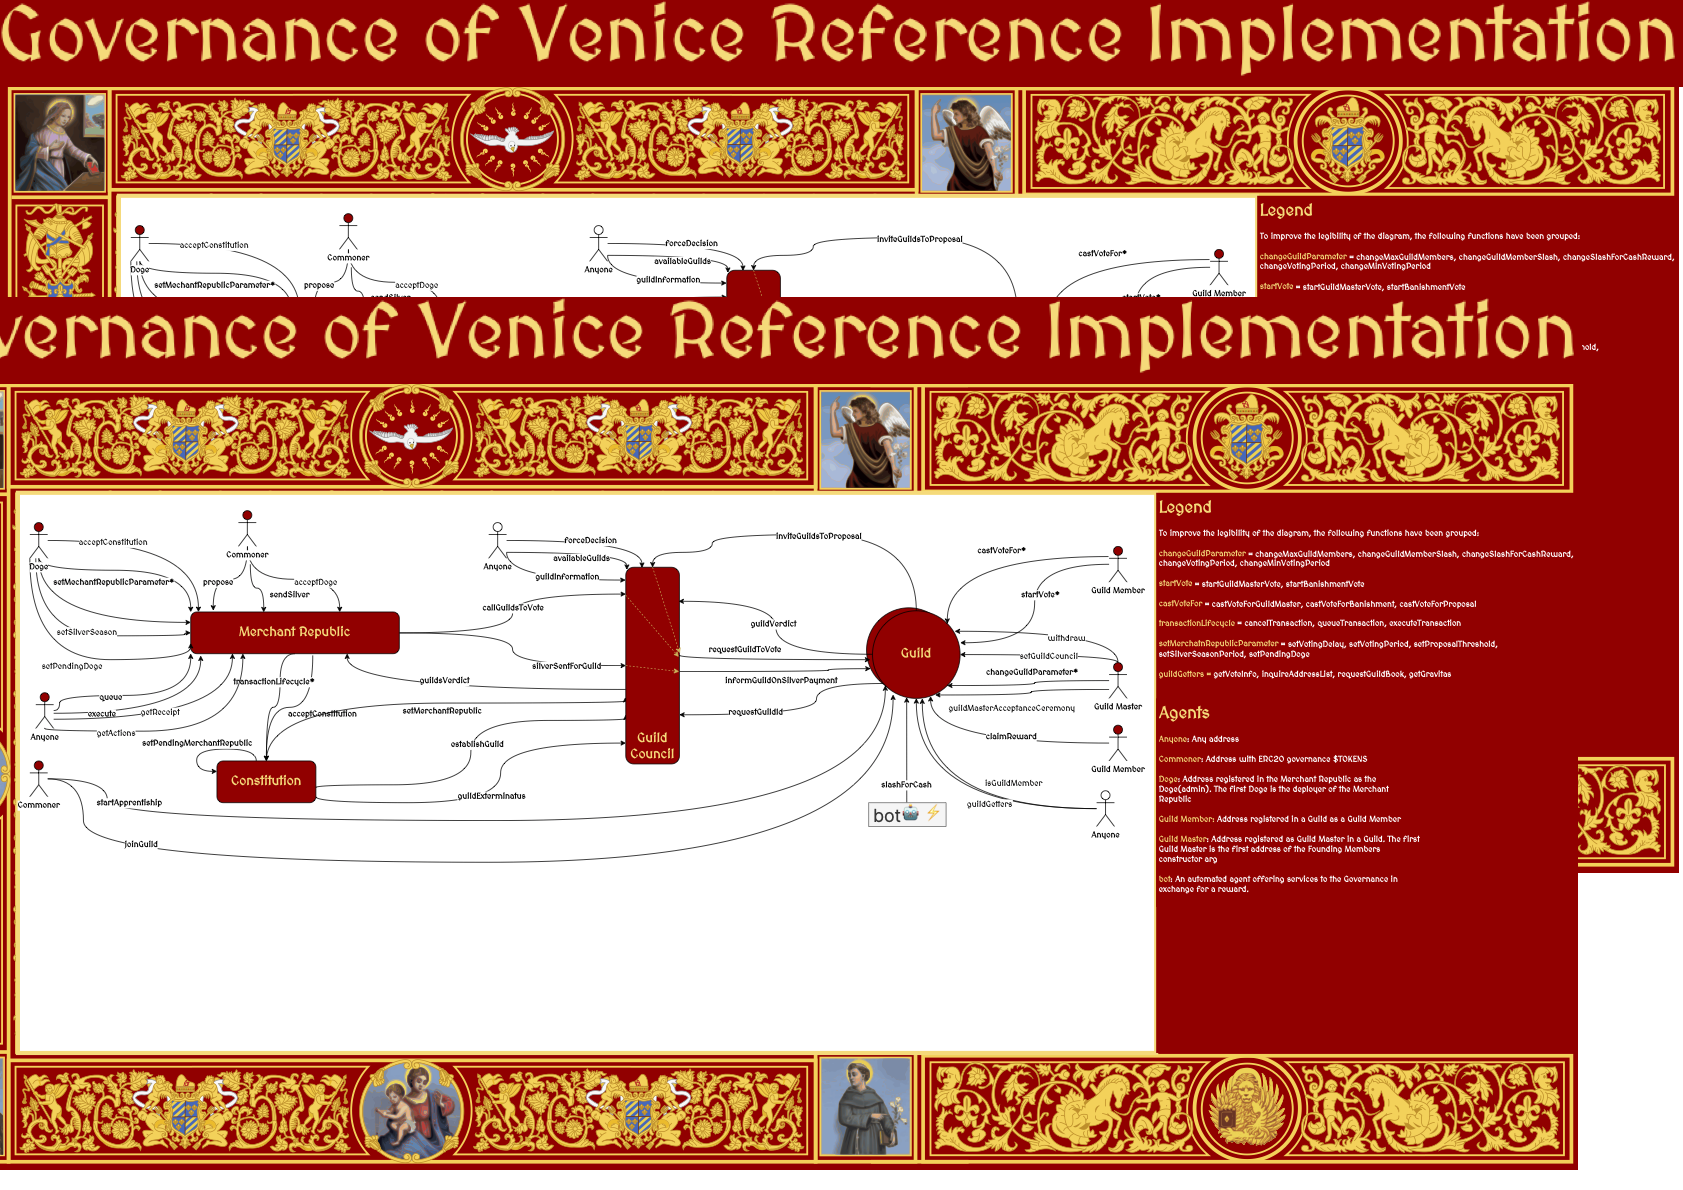 Governance of Venice Reference Implementation
acceptConstitution
Doge
Commoner
setMechantRepublicParameter*
propose
acceptDoge
forceDecision
availableGuilds
Anyone
guildInformation
inviteGuildsToProposal
castVoteFor*
Guild Member
startVote*
Legend
To improve the legibility of the diagram, the following functions have been grouped:
changeGuildParameter = changeMaxGuildMembers, changeGuildMemberSlash, changeSlashForCashReward,
changeVotingPeriod, changeMinVotingPeriod
startVote = startGuildMasterVote, startBanishmentVote
hold,
vernance of Venice Reference Implementation
acceptConstitution
Doge
Commoner
setMechantRepublicParameter*
propose
acceptDoge
sendSilver
setSilverSeason
setPendingDoge
Merchant Republic
forceDecision
availableGuilds
Anyone
guildInformation
callGuildsToVote
silverSentForGuild
guildsVerdict
inviteGuildsToProposal
guildVerdict
requestGuildToVote
informGuildOnSilverPayment
requestGuildId
Guild
castVoteFor*
startVote*
Guild Member
withdraw
setGuildCouncil
changeGuildParameter*
guildMasterAcceptanceCeremony
Guild Master
claimReward
Guild Member
isGuildMember
guildGetters
Anyone
slashForCash
bot
queue
execute
getReceipt
getActions
Anyone
transactionLifecycle*
acceptConstitution
setMerchantRepublic
setPendingMerchantRepublic
establishGuild
Guild
Council
Constitution
guildExterminatus
Commoner
startApprentiship
joinGuild
Legend
To improve the legibility of the diagram, the following functions have been grouped:
changeGuildParameter = changeMaxGuildMembers, changeGuildMemberSlash, changeSlashForCashReward,
changeVotingPeriod, changeMinVotingPeriod
startVote = startGuildMasterVote, startBanishmentVote
castVoteFor = castVoteForGuildMaster, castVoteForBanishment, castVoteForProposal
transactionLifecycle = cancelTransaction, queueTransaction, executeTransaction
setMerchatnRepublicParameter = setVotingDelay, setVotingPeriod, setProposalThreshold,
setSilverSeasonPeriod, setPendingDoge
guildGetters = getVoteInfo, inquireAddressList, requestGuildBook, getGravitas
Agents
Anyone: Any address
Commoner: Address with ERC20 governance $TOKENS
Doge: Address registered in the Merchant Republic as the
Doge(admin). The first Doge is the deployer of the Merchant
Republic
Guild Member: Address registered in a Guild as a Guild Member
Guild Master: Address registered as Guild Master in a Guild. The first
Guild Master is the first address of the Founding Members
constructor arg
bot: An automated agent offering services to the Governance in
exchange for a reward.